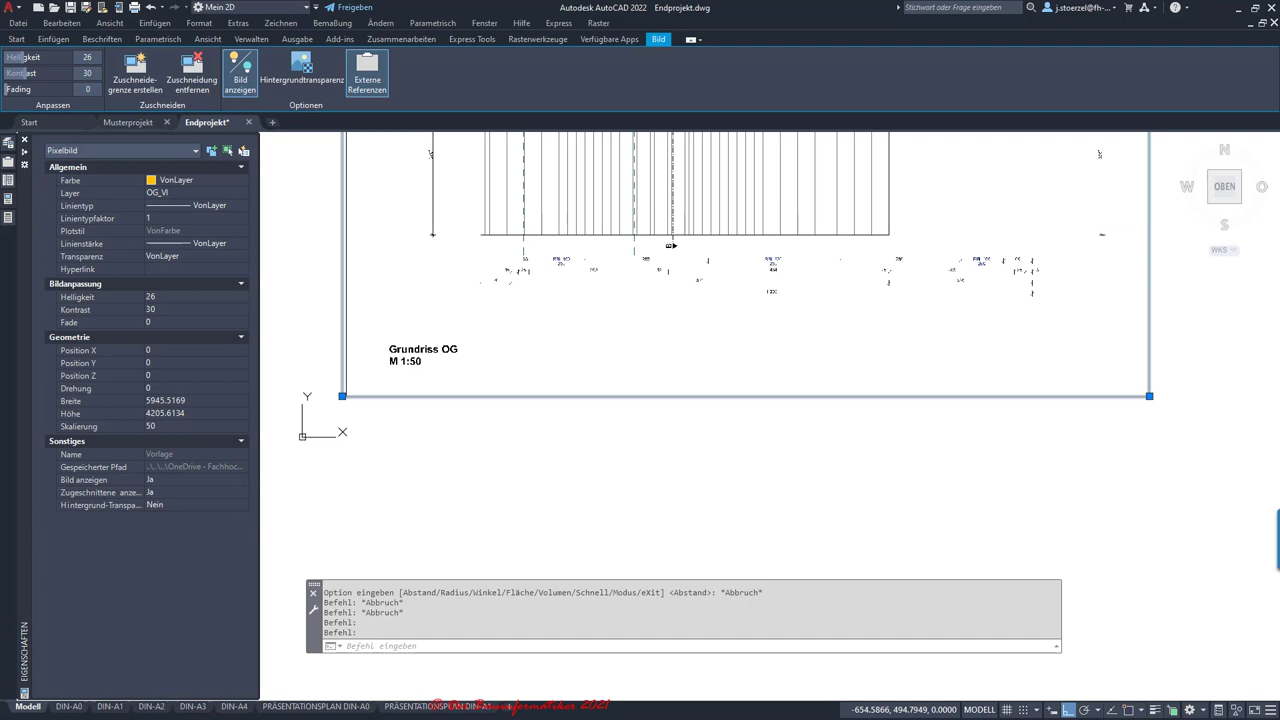 Mein 2D
Freigeben
Autodesk AutoCAD 2022 Endprojekt.dwg
Stichwort oder Frage eingeben
j.stoerzel@fh-...
Datei Bearbeiten Ansicht Einfügen Format Extras Zeichnen Bemaßung Ändern Parametrisch Fenster Hilfe Express Raster
Start Einfügen Beschriften Parametrisch Ansicht Verwalten Ausgabe Add-ins Zusammenarbeiten Express Tools Rasterwerkzeuge Verfügbare Apps Bild
Helligkeit 26
Kontrast 30
Fading 0
Zuschneide-
grenze erstellen
Zuschneidung
entfernen
Bild
anzeigen
Hintergrundtransparenz
Externe
Referenzen
Anpassen Zuschneiden Optionen
Start Musterprojekt Endprojekt*
Pixelbild
Allgemein
Farbe VonLayer
Layer OG_VI
Linientyp VonLayer
Linientypfaktor 1
Plotstil VonFarbe
Linienstärke VonLayer
Transparenz VonLayer
Hyperlink
Bildanpassung
Helligkeit 26
Kontrast 30
Fade 0
Geometrie
Position X 0
Position Y 0
Position Z 0
Drehung 0
Breite 5945.5169
Höhe 4205.6134
Skalierung 50
Sonstiges
Name Vorlage
Gespeicherter Pfad ..\..\..\OneDrive - Fachhoc...
Bild anzeigen Ja
Zugeschnittene anze... Ja
Hintergrund-Transpa... Nein
EIGENSCHAFTEN
N
W OBEN O
S
WKS
B
Grundriss OG
M 1:50
Y
X
Option eingeben [Abstand/Radius/Winkel/Fläche/Volumen/Schnell/Modus/eXit] <Abstand>: *Abbruch*
Befehl: *Abbruch*
Befehl: *Abbruch*
Befehl:
Befehl:
Befehl eingeben
Modell DIN-A0 DIN-A1 DIN-A2 DIN-A3 DIN-A4 PRÄSENTATIONSPLAN DIN-A0 PRÄSENTATIONSPLAN DIN-A1
© Der Bauinformatiker 2021
-654.5866, 494.7949, 0.0000 MODELL